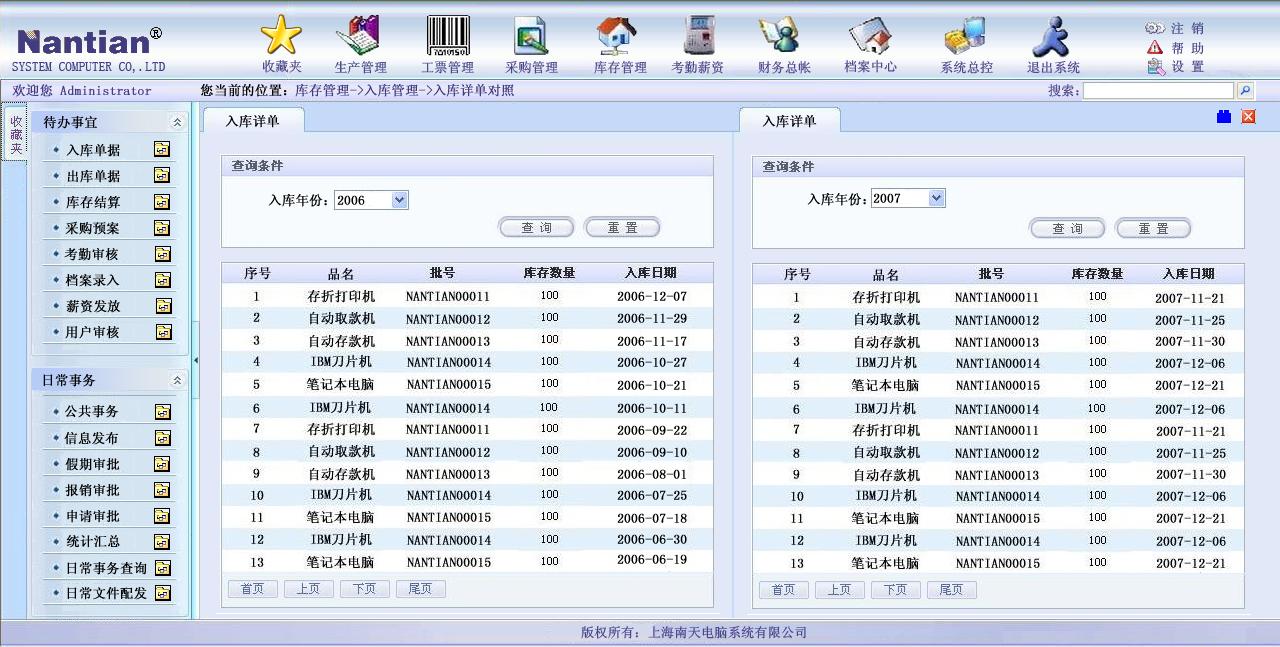 Nantian®
SYSTEM COMPUTER CO,.LTD
收藏夹 生产管理 工票管理 采购管理 库存管理 考勤薪资 财务总帐 档案中心 系统总控 退出系统
注 销
帮 助
设 置
欢迎您 Administrator
您当前的位置：库存管理->入库管理->入库详单对照
搜索：
收藏夹
待办事宜
入库单据
出库单据
库存结算
采购预案
考勤审核
档案录入
薪资发放
用户审核
日常事务
公共事务
信息发布
假期审批
报销审批
申请审批
统计汇总
日常事务查询
日常文件配发
入库详单
查询条件
入库年份：2006
查 询 重 置
序号 品名 批号 库存数量 入库日期
1 存折打印机 NANTIAN00011 100 2006-12-07
2 自动取款机 NANTIAN00012 100 2006-11-29
3 自动存款机 NANTIAN00013 100 2006-11-17
4 IBM刀片机 NANTIAN00014 100 2006-10-27
5 笔记本电脑 NANTIAN00015 100 2006-10-21
6 IBM刀片机 NANTIAN00014 100 2006-10-11
7 存折打印机 NANTIAN00011 100 2006-09-22
8 自动取款机 NANTIAN00012 100 2006-09-10
9 自动存款机 NANTIAN00013 100 2006-08-01
10 IBM刀片机 NANTIAN00014 100 2006-07-25
11 笔记本电脑 NANTIAN00015 100 2006-07-18
12 IBM刀片机 NANTIAN00014 100 2006-06-30
13 笔记本电脑 NANTIAN00015 100 2006-06-19
首页 上页 下页 尾页
入库详单
查询条件
入库年份：2007
查 询 重 置
序号 品名 批号 库存数量 入库日期
1 存折打印机 NANTIAN00011 100 2007-11-21
2 自动取款机 NANTIAN00012 100 2007-11-25
3 自动存款机 NANTIAN00013 100 2007-11-30
4 IBM刀片机 NANTIAN00014 100 2007-12-06
5 笔记本电脑 NANTIAN00015 100 2007-12-21
6 IBM刀片机 NANTIAN00014 100 2007-12-06
7 存折打印机 NANTIAN00011 100 2007-11-21
8 自动取款机 NANTIAN00012 100 2007-11-25
9 自动存款机 NANTIAN00013 100 2007-11-30
10 IBM刀片机 NANTIAN00014 100 2007-12-06
11 笔记本电脑 NANTIAN00015 100 2007-12-21
12 IBM刀片机 NANTIAN00014 100 2007-12-06
13 笔记本电脑 NANTIAN00015 100 2007-12-21
首页 上页 下页 尾页
版权所有：上海南天电脑系统有限公司